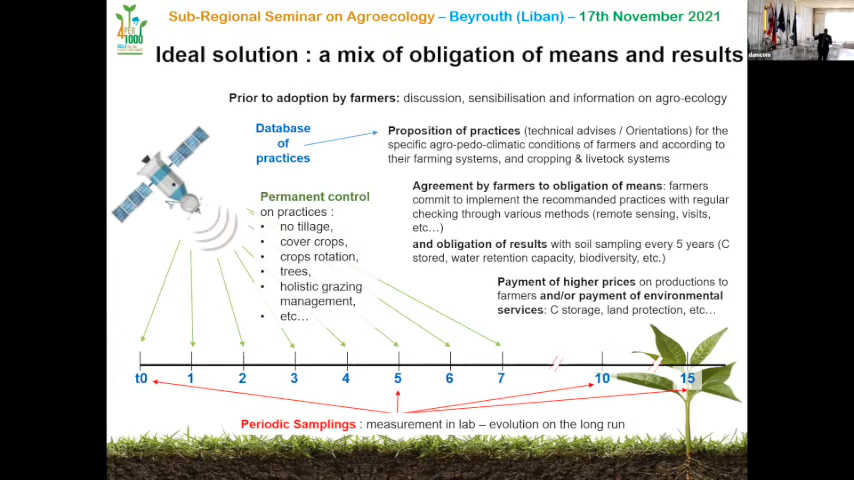 Sub-Regional Seminar on Agroecology – Beyrouth (Liban) – 17th November 2021
4 PER 1000
Ideal solution : a mix of obligation of means and results
Prior to adoption by farmers: discussion, sensibilisation and information on agro-ecology
Database
of
practices
Proposition of practices (technical advises / Orientations) for the
specific agro-pedo-climatic conditions of farmers and according to
their farming systems, and cropping & livetock systems
Permanent control
on practices :
• no tillage,
• cover crops,
• crops rotation,
• trees,
• holistic grazing
management,
• etc…
Agreement by farmers to obligation of means: farmers
commit to implement the recommanded practices with regular
checking through various methods (remote sensing, visits,
etc…)
and obligation of results with soil sampling every 5 years (C
stored, water retention capacity, biodiversity, etc.)
Payment of higher prices on productions to
farmers and/or payment of environmental
services: C storage, land protection, etc…
t0 1 2 3 4 5 6 7 10 15
Periodic Samplings : measurement in lab – evolution on the long run